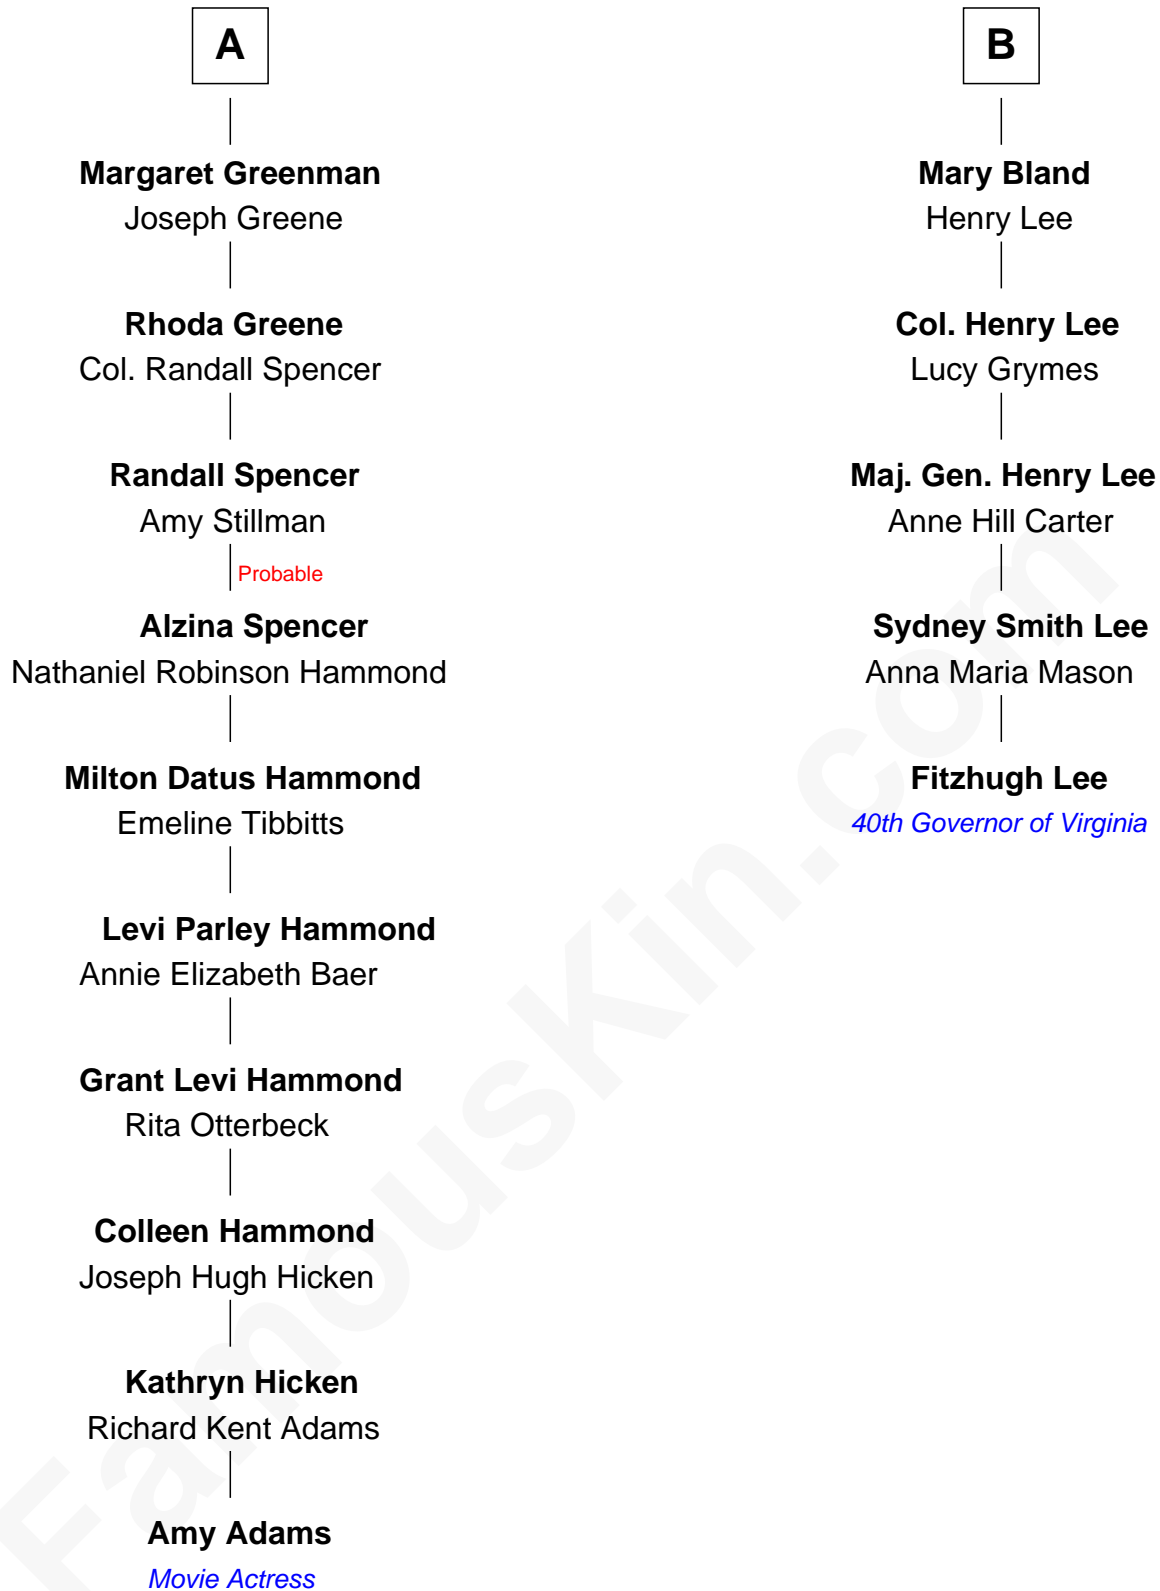 A
Margaret Greenman
Joseph Greene
Rhoda Greene
Col. Randall Spencer
Randall Spencer
Amy Stillman
Probable
Alzina Spencer
Nathaniel Robinson Hammond
Milton Datus Hammond
Emeline Tibbitts
Levi Parley Hammond
Annie Elizabeth Baer
Grant Levi Hammond
Rita Otterbeck
Colleen Hammond
Joseph Hugh Hicken
Kathryn Hicken
Richard Kent Adams
Amy Adams
Movie Actress
B
Mary Bland
Henry Lee
Col. Henry Lee
Lucy Grymes
Maj. Gen. Henry Lee
Anne Hill Carter
Sydney Smith Lee
Anna Maria Mason
Fitzhugh Lee
40th Governor of Virginia
FamousKin.com